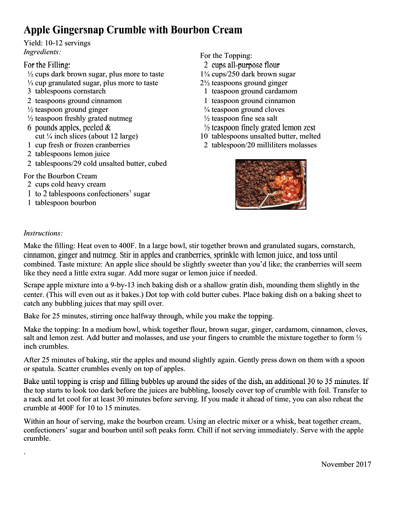 Apple Gingersnap Crumble with Bourbon Cream
Yield: 10-12 servings
Ingredients:
For the Filling:
½ cups dark brown sugar, plus more to taste
⅓ cup granulated sugar, plus more to taste
3 tablespoons cornstarch
2 teaspoons ground cinnamon
½ teaspoon ground ginger
½ teaspoon freshly grated nutmeg
6 pounds apples, peeled &
cut ¼ inch slices (about 12 large)
1 cup fresh or frozen cranberries
2 tablespoons lemon juice
2 tablespoons/29 cold unsalted butter, cubed
For the Bourbon Cream
2 cups cold heavy cream
1 to 2 tablespoons confectioners’ sugar
1 tablespoon bourbon
For the Topping:
2 cups all-purpose flour
1¼ cups/250 dark brown sugar
2½ teaspoons ground ginger
1 teaspoon ground cardamom
1 teaspoon ground cinnamon
¼ teaspoon ground cloves
½ teaspoon fine sea salt
½ teaspoon finely grated lemon zest
10 tablespoons unsalted butter, melted
2 tablespoon/20 milliliters molasses
Instructions:
Make the filling: Heat oven to 400F. In a large bowl, stir together brown and granulated sugars, cornstarch,
cinnamon, ginger and nutmeg. Stir in apples and cranberries, sprinkle with lemon juice, and toss until
combined. Taste mixture: An apple slice should be slightly sweeter than you’d like; the cranberries will seem
like they need a little extra sugar. Add more sugar or lemon juice if needed.
Scrape apple mixture into a 9-by-13 inch baking dish or a shallow gratin dish, mounding them slightly in the
center. (This will even out as it bakes.) Dot top with cold butter cubes. Place baking dish on a baking sheet to
catch any bubbling juices that may spill over.
Bake for 25 minutes, stirring once halfway through, while you make the topping.
Make the topping: In a medium bowl, whisk together flour, brown sugar, ginger, cardamom, cinnamon, cloves,
salt and lemon zest. Add butter and molasses, and use your fingers to crumble the mixture together to form ½
inch crumbles.
After 25 minutes of baking, stir the apples and mound slightly again. Gently press down on them with a spoon
or spatula. Scatter crumbles evenly on top of apples.
Bake until topping is crisp and filling bubbles up around the sides of the dish, an additional 30 to 35 minutes. If
the top starts to look too dark before the juices are bubbling, loosely cover top of crumble with foil. Transfer to
a rack and let cool for at least 30 minutes before serving. If you made it ahead of time, you can also reheat the
crumble at 400F for 10 to 15 minutes.
Within an hour of serving, make the bourbon cream. Using an electric mixer or a whisk, beat together cream,
confectioners’ sugar and bourbon until soft peaks form. Chill if not serving immediately. Serve with the apple
crumble.
.
November 2017